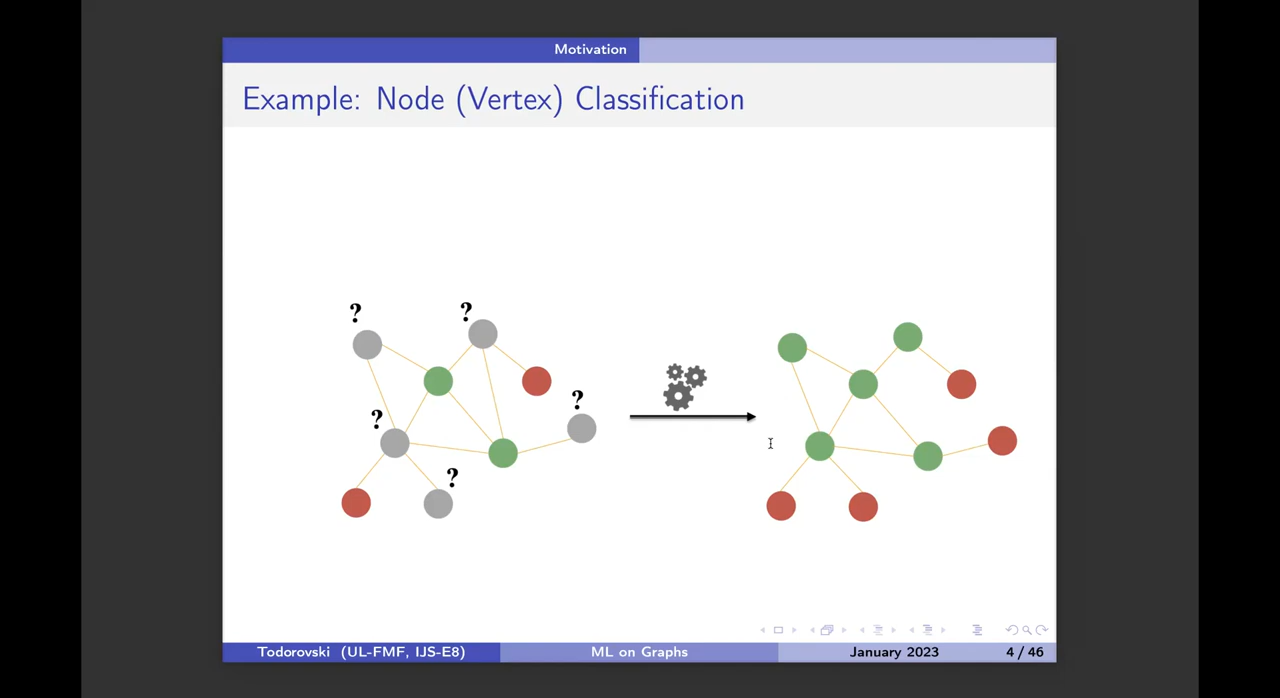 Motivation
Example: Node (Vertex) Classification
?
?
?
?
?
Todorovski (UL-FMF, IJS-E8)
ML on Graphs
January 2023
4 / 46